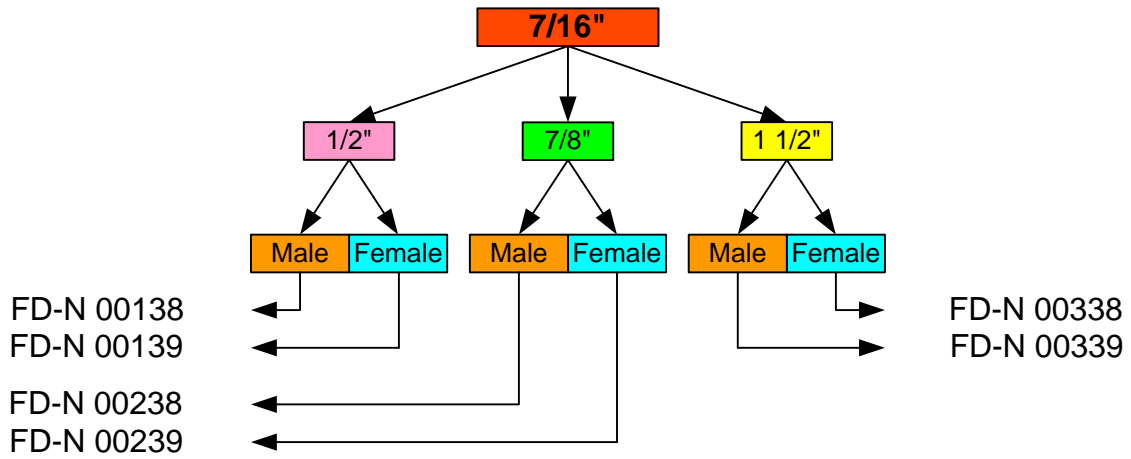 7/16"
1/2" 7/8" 1 1/2"
Male Female Male Female Male Female
FD-N 00138 FD-N 00338
FD-N 00139 FD-N 00339
FD-N 00238
FD-N 00239